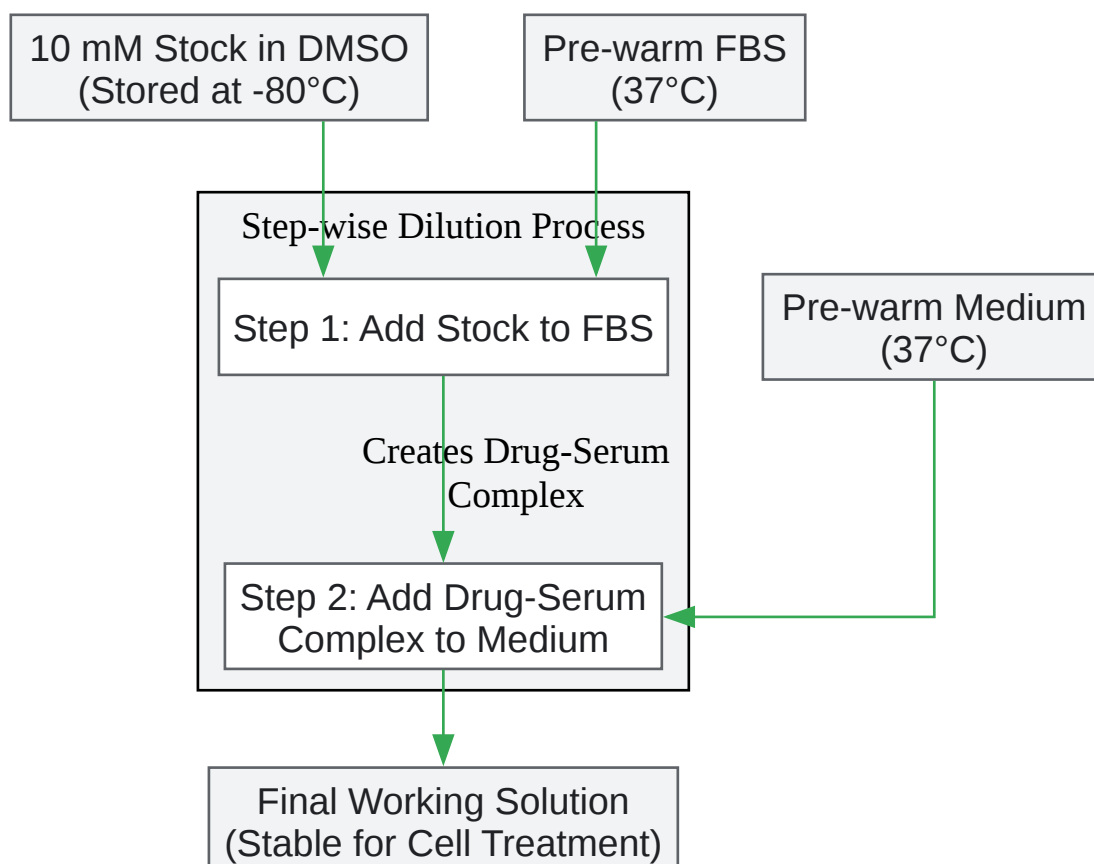 10 mM Stock in DMSO
(Stored at -80°C)
Pre-warm FBS
(37°C)
Step-wise Dilution Process
Step 1: Add Stock to FBS
Pre-warm Medium
(37°C)
Creates Drug-Serum
Complex
Step 2: Add Drug-Serum
Complex to Medium
Final Working Solution
(Stable for Cell Treatment)